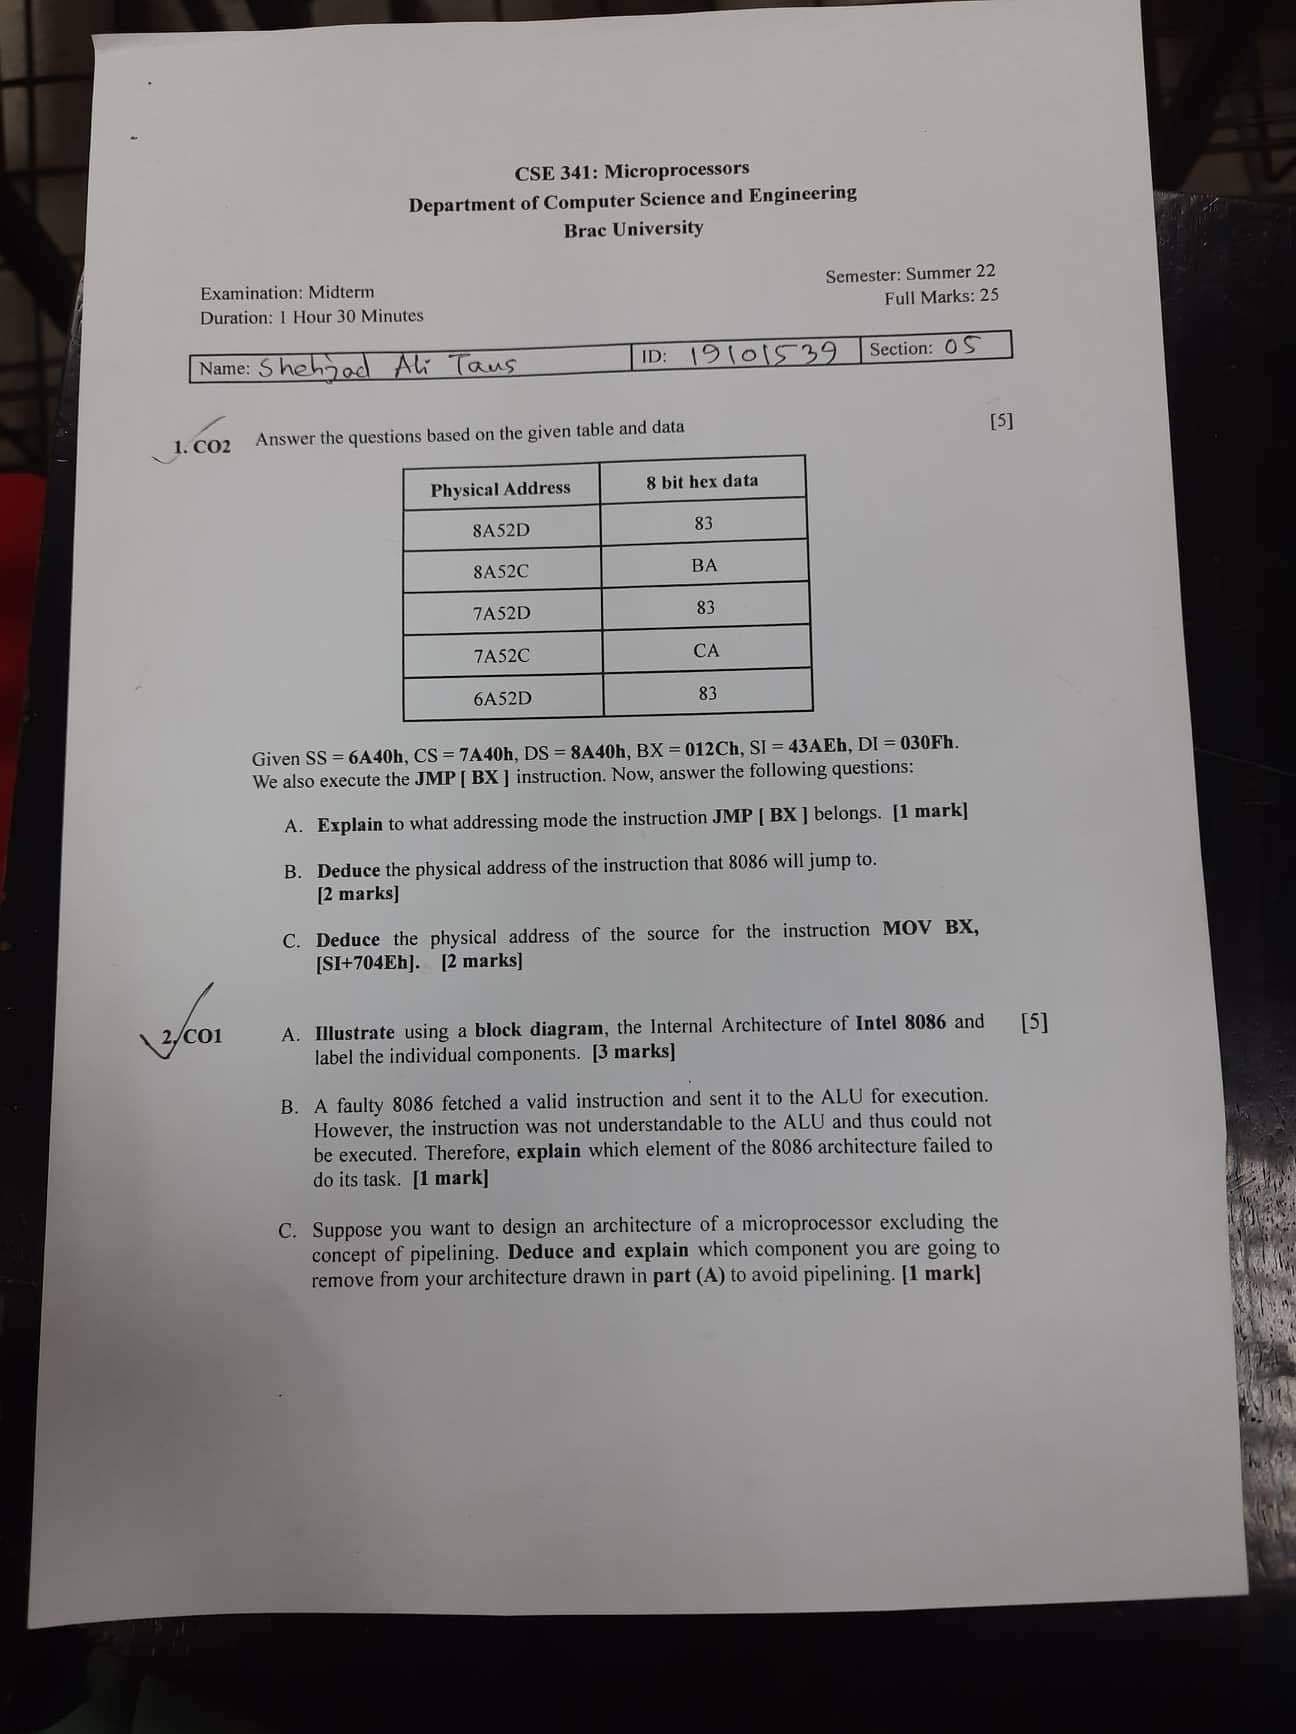 CSE 341: Microprocessors
Department of Computer Science and Engineering
Brac University
Examination: Midterm
Semester: Summer 22
Duration: 1 Hour 30 Minutes
Full Marks: 25
Name: Shehjad Ali Taus ID: 19101539 Section: 05
1. CO2 Answer the questions based on the given table and data [5]
Physical Address 8 bit hex data
8A52D 83
8A52C BA
7A52D 83
7A52C CA
6A52D 83
Given SS = 6A40h, CS = 7A40h, DS = 8A40h, BX = 012Ch, SI = 43AEh, DI = 030Fh.
We also execute the JMP [ BX ] instruction. Now, answer the following questions:
A. Explain to what addressing mode the instruction JMP [ BX ] belongs. [1 mark]
B. Deduce the physical address of the instruction that 8086 will jump to.
[2 marks]
C. Deduce the physical address of the source for the instruction MOV BX,
[SI+704Eh]. [2 marks]
2. CO1 A. Illustrate using a block diagram, the Internal Architecture of Intel 8086 and [5]
label the individual components. [3 marks]
B. A faulty 8086 fetched a valid instruction and sent it to the ALU for execution.
However, the instruction was not understandable to the ALU and thus could not
be executed. Therefore, explain which element of the 8086 architecture failed to
do its task. [1 mark]
C. Suppose you want to design an architecture of a microprocessor excluding the
concept of pipelining. Deduce and explain which component you are going to
remove from your architecture drawn in part (A) to avoid pipelining. [1 mark]